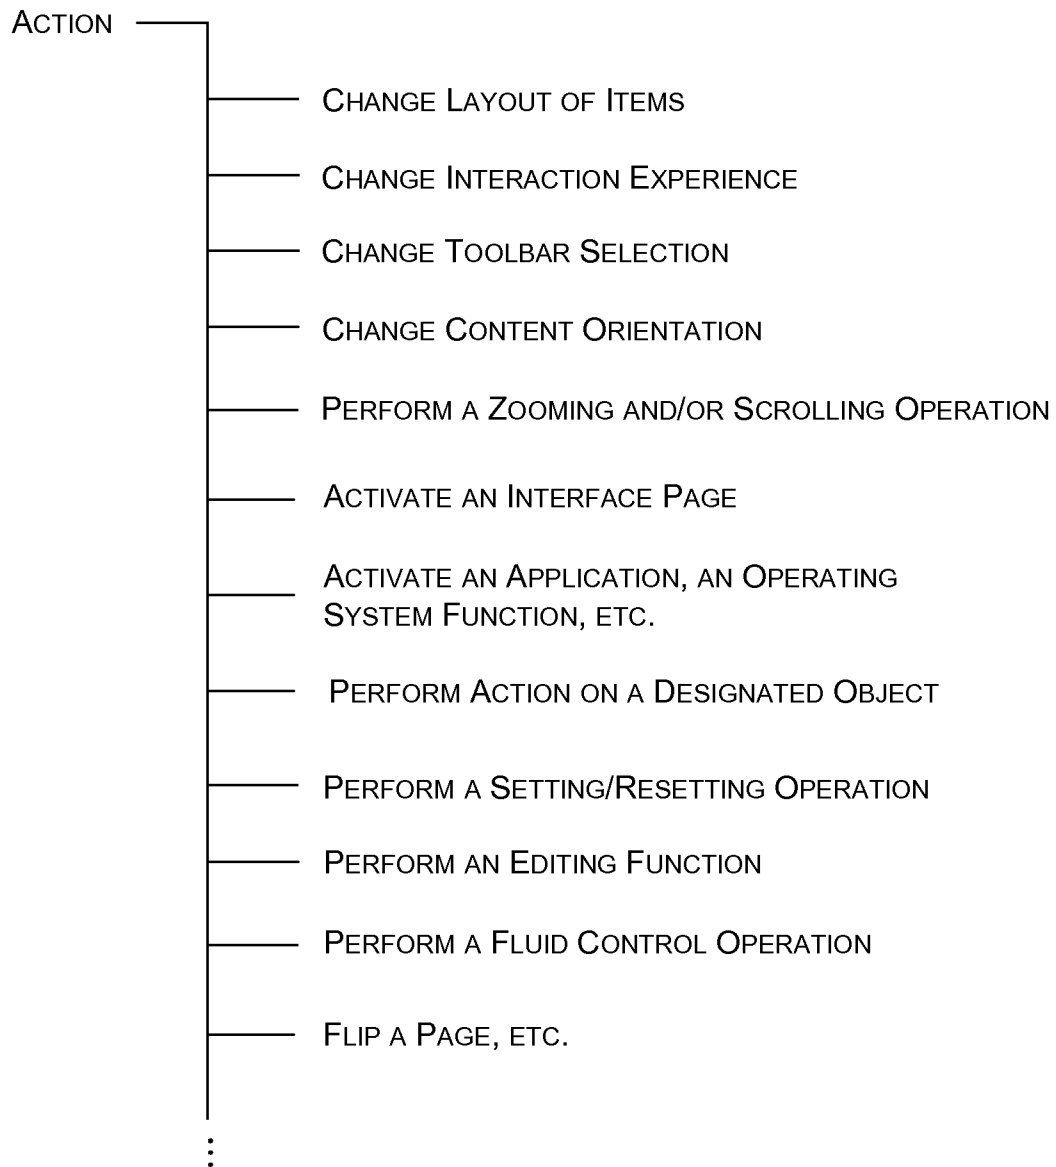 ACTION
CHANGE LAYOUT OF ITEMS
CHANGE INTERACTION EXPERIENCE
CHANGE TOOLBAR SELECTION
CHANGE CONTENT ORIENTATION
PERFORM A ZOOMING AND/OR SCROLLING OPERATION
ACTIVATE AN INTERFACE PAGE
ACTIVATE AN APPLICATION, AN OPERATING
SYSTEM FUNCTION, ETC.
PERFORM ACTION ON A DESIGNATED OBJECT
PERFORM A SETTING/RESETTING OPERATION
PERFORM AN EDITING FUNCTION
PERFORM A FLUID CONTROL OPERATION
FLIP A PAGE, ETC.